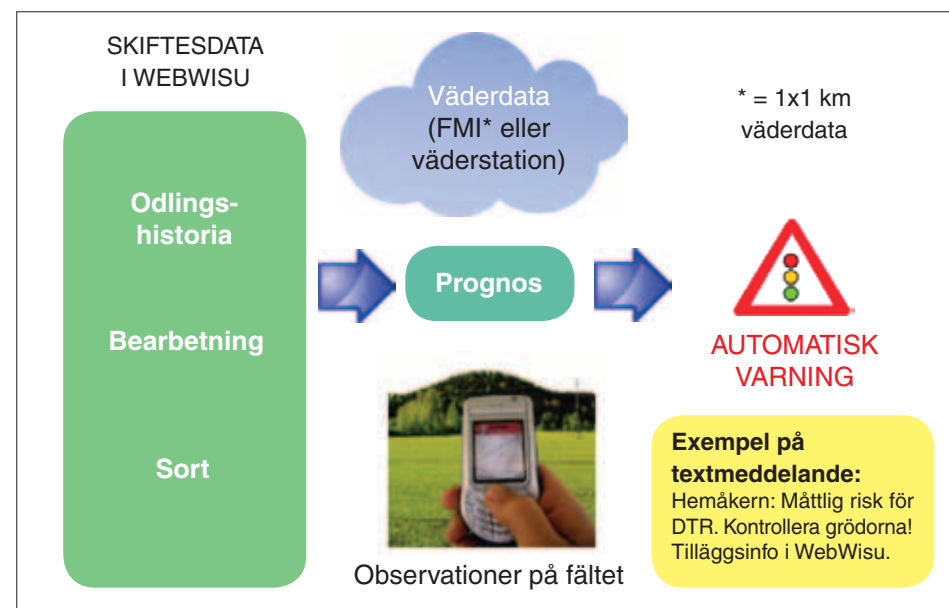 SKIFTESDATA
I WEBWISU
Odlings-
historia
Bearbetning
Sort
Väderdata
(FMI* eller
väderstation)
Prognos
Observationer på fältet
* = 1x1 km
väderdata
AUTOMATISK
VARNING
Exempel på
textmeddelande:
Hemåkern: Måttlig risk för
DTR. Kontrollera grödorna!
Tilläggsinfo i WebWisu.